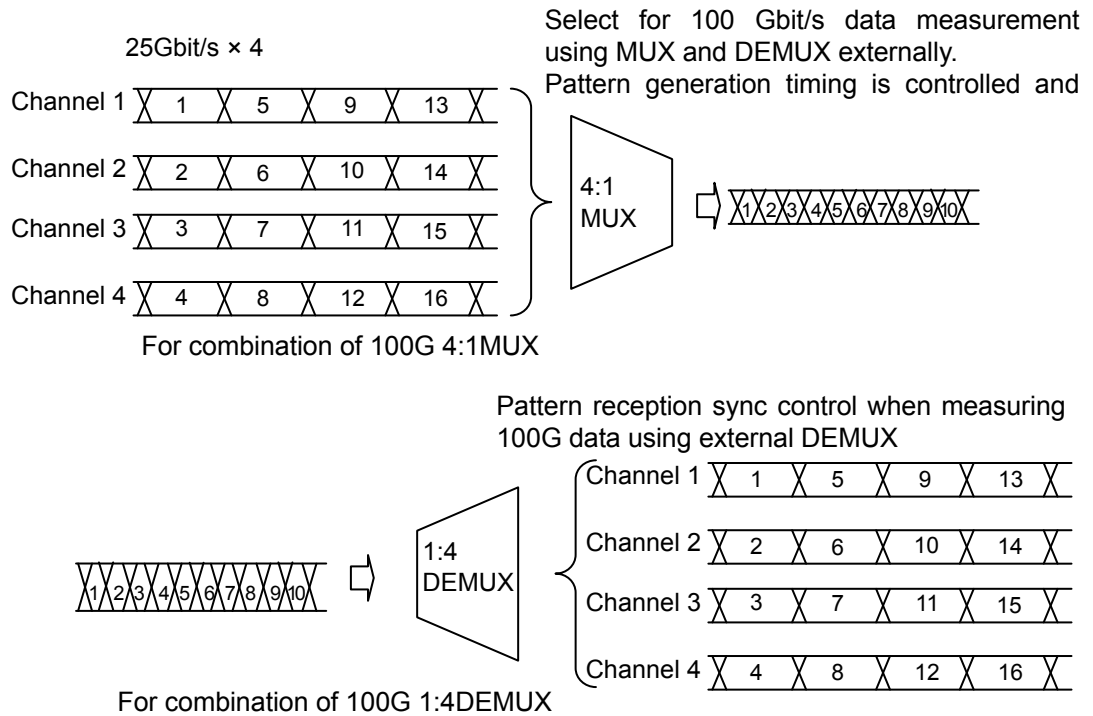 Select for 100 Gbit/s data measurement
using MUX and DEMUX externally.
Pattern generation timing is controlled and
25Gbit/s × 4
Channel 1 1 5 9 13
Channel 2 2 6 10 14
Channel 3 3 7 11 15
Channel 4 4 8 12 16
4:1
MUX
1 2 3 4 5 6 7 8 9 10
For combination of 100G 4:1MUX
Pattern reception sync control when measuring
100G data using external DEMUX
1 2 3 4 5 6 7 8 9 10
1:4
DEMUX
Channel 1 1 5 9 13
Channel 2 2 6 10 14
Channel 3 3 7 11 15
Channel 4 4 8 12 16
For combination of 100G 1:4DEMUX